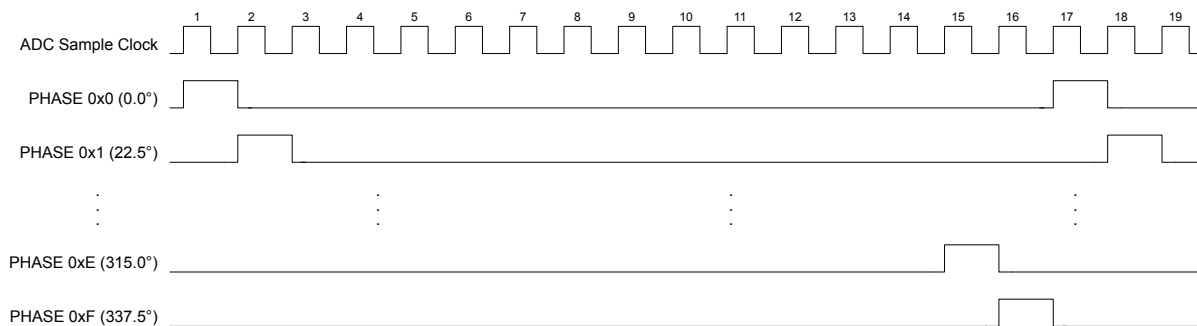 1 2 3 4 5 6 7 8 9 10 11 12 13 14 15 16 17 18 19
ADC Sample Clock
PHASE 0x0 (0.0°)
PHASE 0x1 (22.5°)
PHASE 0xE (315.0°)
PHASE 0xF (337.5°)